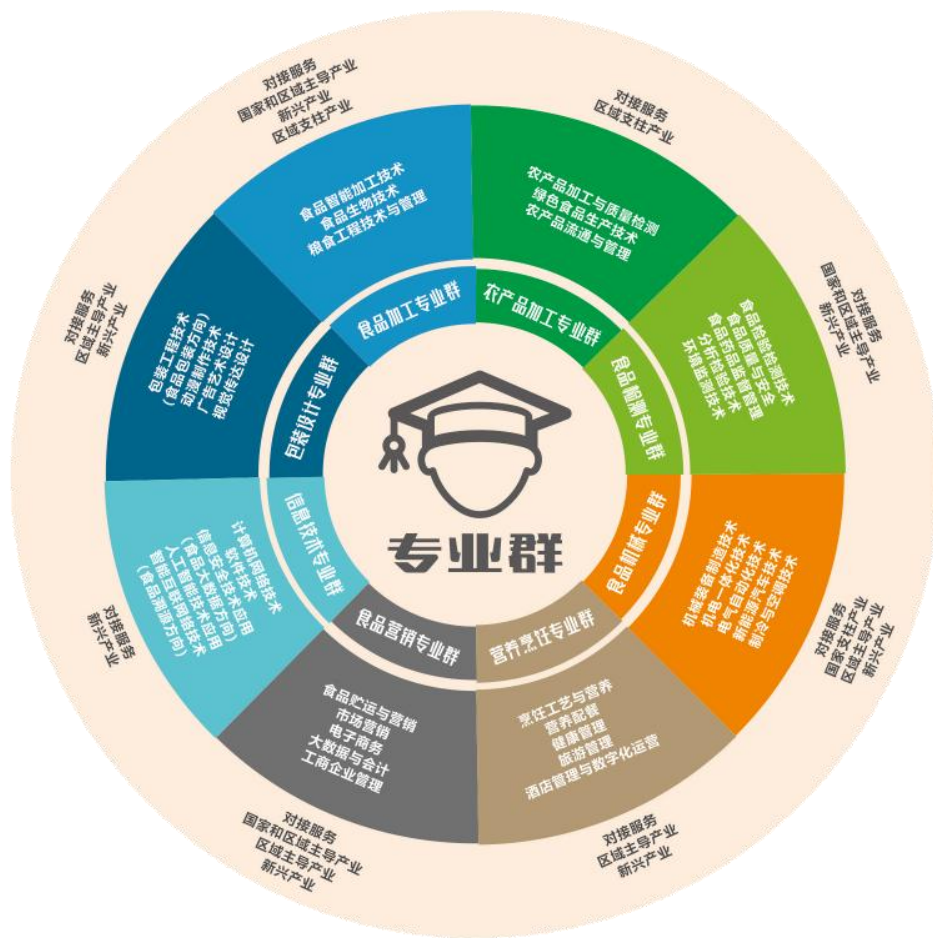 专业群
食品加工专业群
食品智能加工技术
食品生物技术
粮食工程技术与管理
对接服务
国家和区域主导产业
新兴产业
区域支柱产业
农产品加工专业群
农产品加工与质量检测
绿色食品生产技术
农产品流通与管理
对接服务
区域支柱产业
食品检测专业群
食品检验检测技术
食品质量与安全
食品药品监督管理
分析检验技术
环境监测技术
对接服务
国家和区域主导产业
新兴产业
食品机械专业群
机械装备制造技术
机电一体化技术
电气自动化技术
新能源汽车技术
制冷与空调技术
对接服务
国家支柱产业
区域主导产业
新兴产业
营养烹饪专业群
烹饪工艺与营养
营养配餐
健康管理
旅游管理
酒店管理与数字化运营
对接服务
区域主导产业
新兴产业
食品营销专业群
食品贮运与营销
市场营销
电子商务
大数据与会计
工商企业管理
对接服务
国家和区域主导产业
区域主导产业
新兴产业
信息技术专业群
计算机网络技术
软件技术
信息安全技术应用
(食品大数据方向)
人工智能技术应用
智能互联网络技术
(食品溯源方向)
对接服务
新兴产业
包装设计专业群
包装工程技术
(食品包装方向)
动漫制作技术
广告艺术设计
视觉传达设计
对接服务
区域主导产业
新兴产业